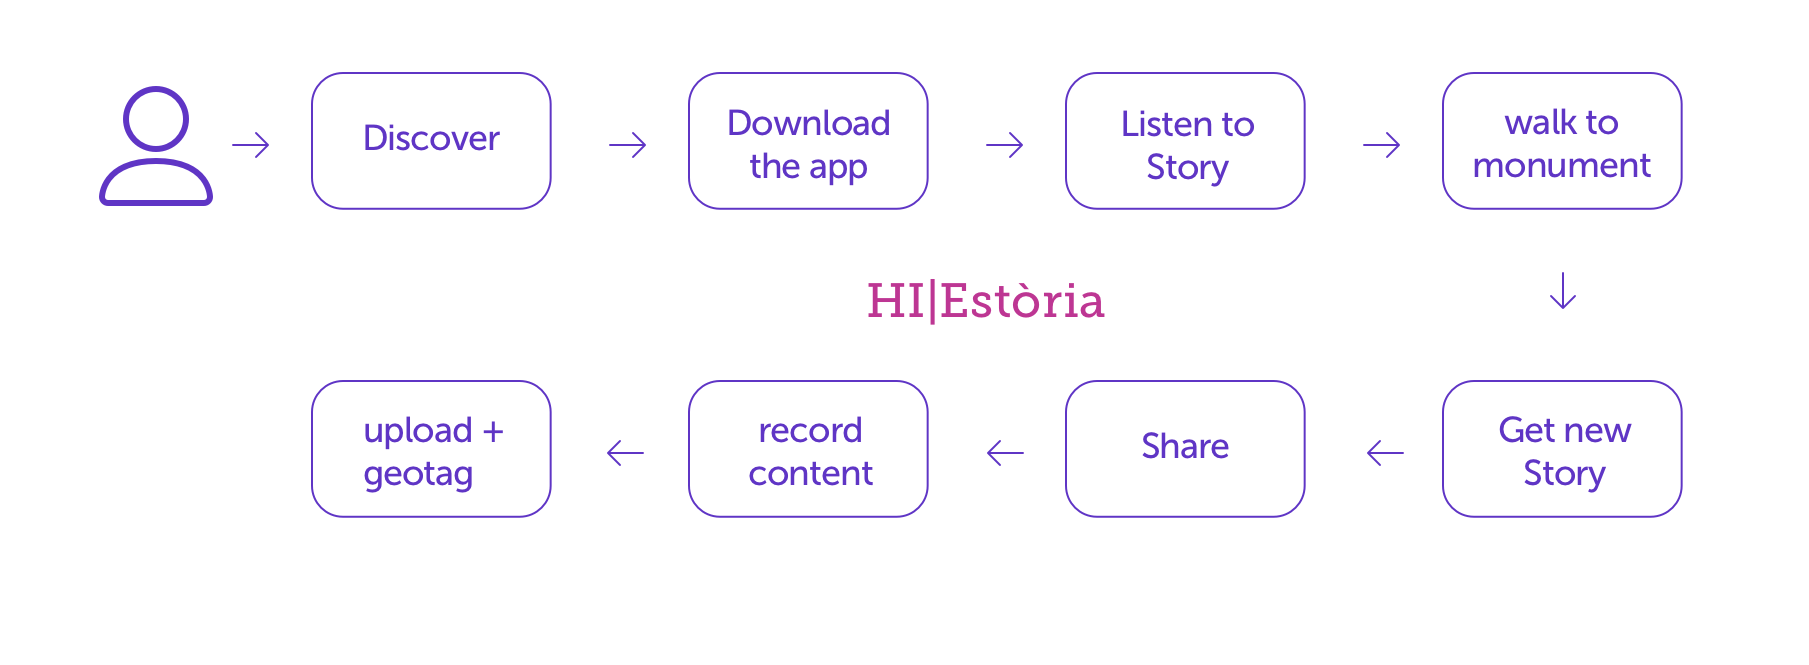 Discover
Download
the app
Listen to
Story
walk to
monument
HI|Estòria
upload +
geotag
record
content
Share
Get new
Story